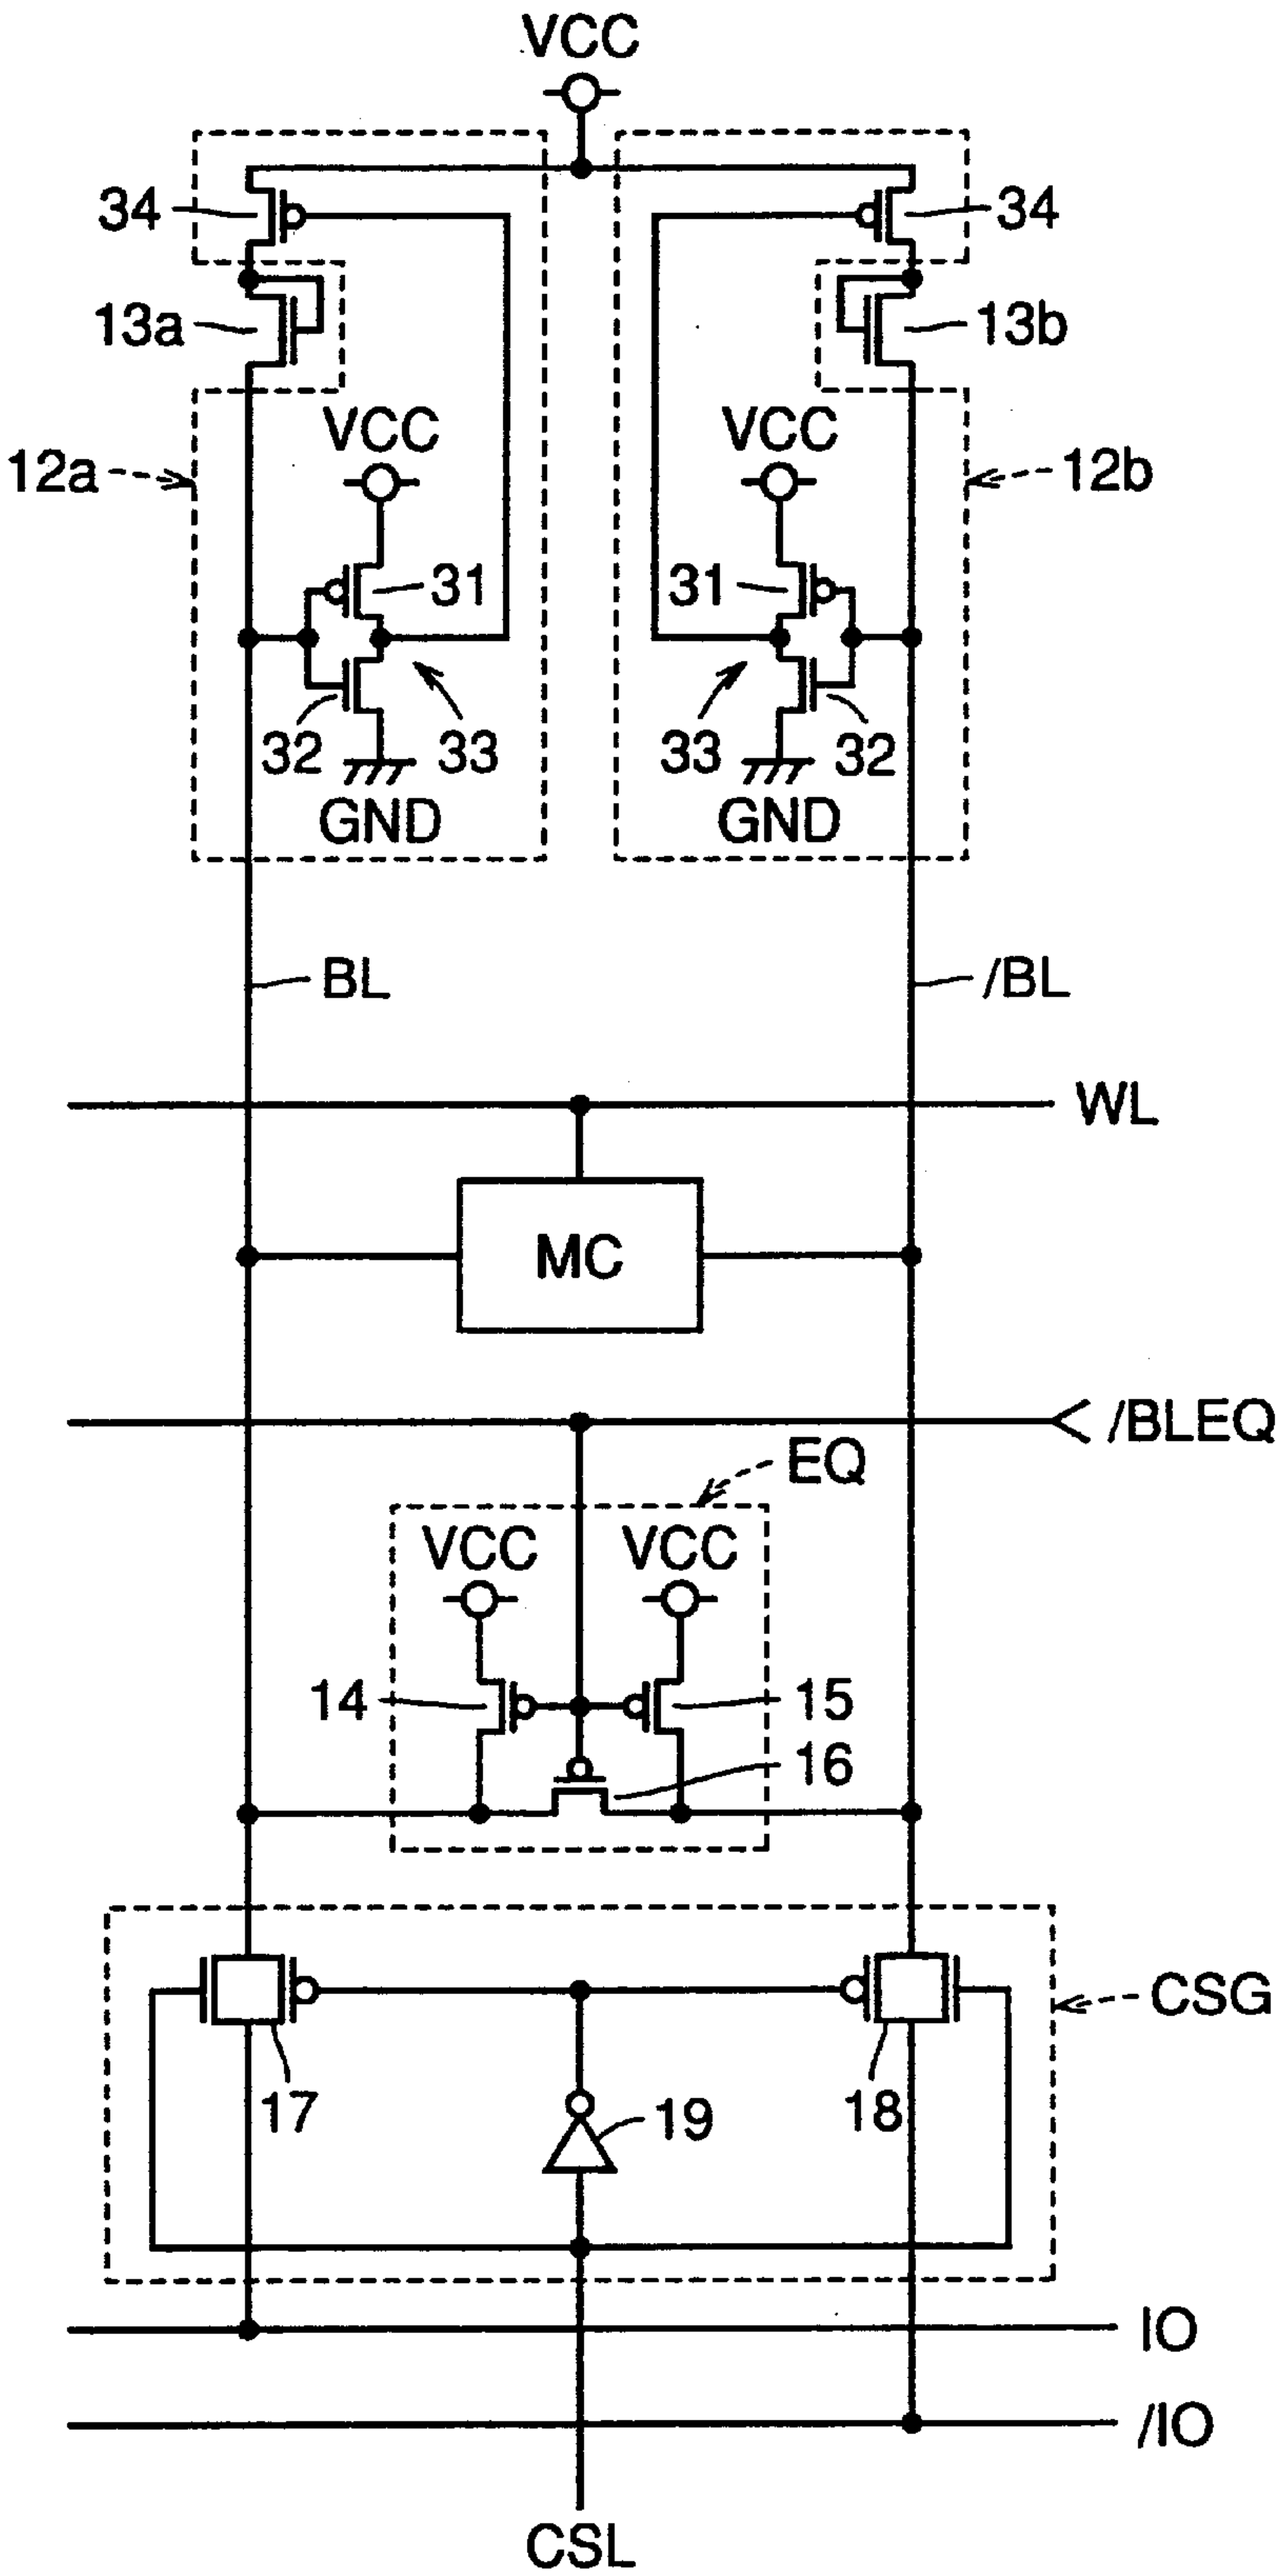 VCC
34
34
13a
13b
VCC
VCC
12a
12b
31
31
32
33
33
32
GND
GND
BL
/BL
WL
MC
/BLEQ
EQ
VCC
VCC
14
15
16
CSG
17
19
18
IO
/IO
CSL